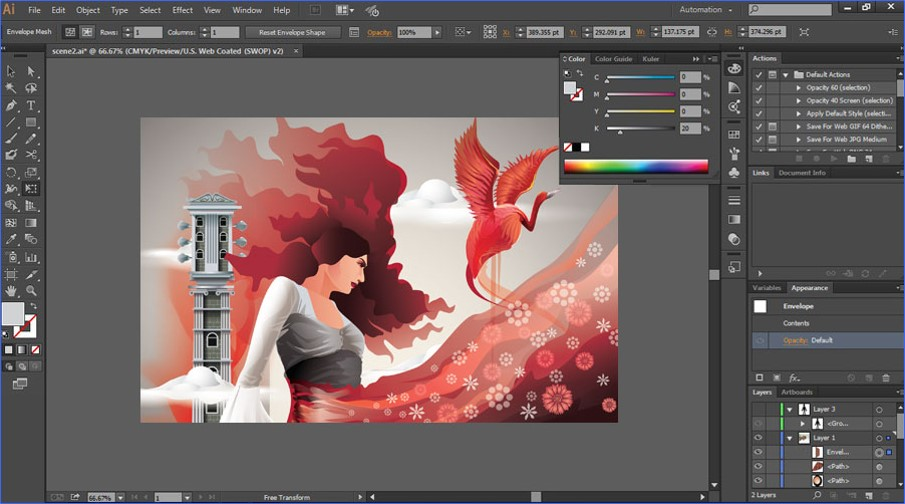 Ai File Edit Object Type Select Effect View Window Help Automation
Envelope Mesh Rows: 1 Columns: 1 Reset Envelope Shape Opacity: 100% X: 389.355 pt Y: 292.091 pt W: 137.175 pt H: 374.296 pt
scene2.ai* @ 66.67% (CMYK/Preview/U.S. Web Coated (SWOP) v2)
Color Color Guide Kuler
C 0 %
M 0 %
Y 0 %
K 20 %
Actions
Default Actions
Opacity 60 (selection)
Opacity 40 Screen (selection)
Apply Default Style (selecti...
Save For Web GIF 64 Dithe...
Save For Web JPG Medium
Links Document Info
Variables Appearance
Envelope
Contents
Opacity: Default
fx
Layers Artboards
Layer 3
<Gro...
Layer 1
Envel...
<Path>
<Path>
2 Layers
66.67% 1 Free Transform